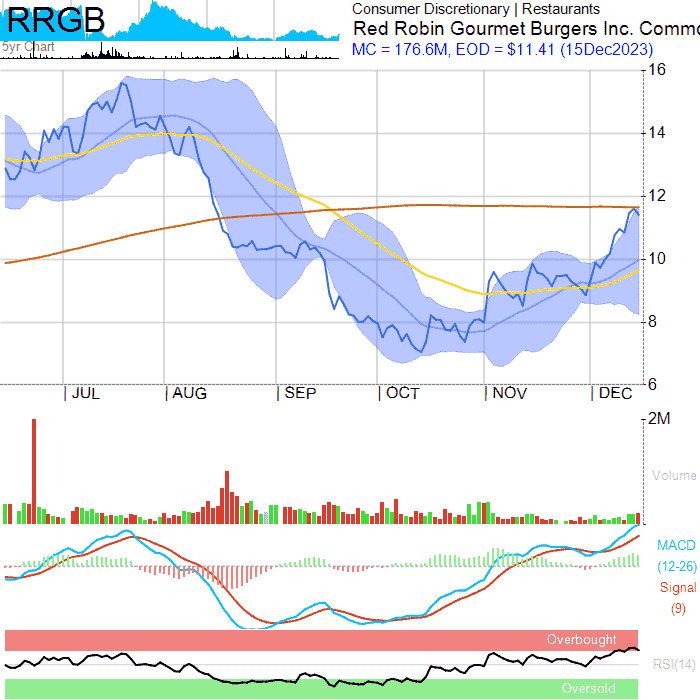 RRGB
5yr Chart
Consumer Discretionary | Restaurants
Red Robin Gourmet Burgers Inc. Commo
MC = 176.6M, EOD = $11.41 (15Dec2023)
16
14
12
10
8
6
JUL AUG SEP OCT NOV DEC
2M
Volume
MACD
(12-26)
Signal
(9)
Overbought
RSI(14)
Oversold